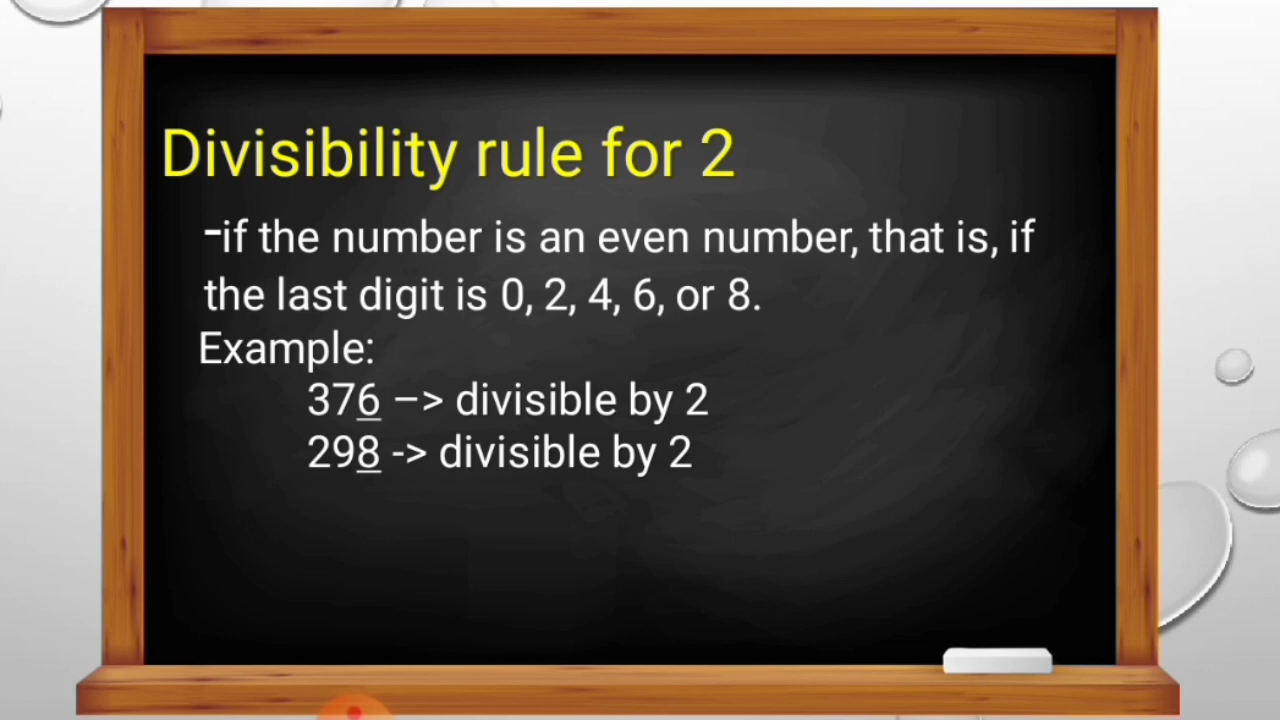 Divisibility rule for 2
-if the number is an even number, that is, if
the last digit is 0, 2, 4, 6, or 8.
Example:
376 –> divisible by 2
298 -> divisible by 2